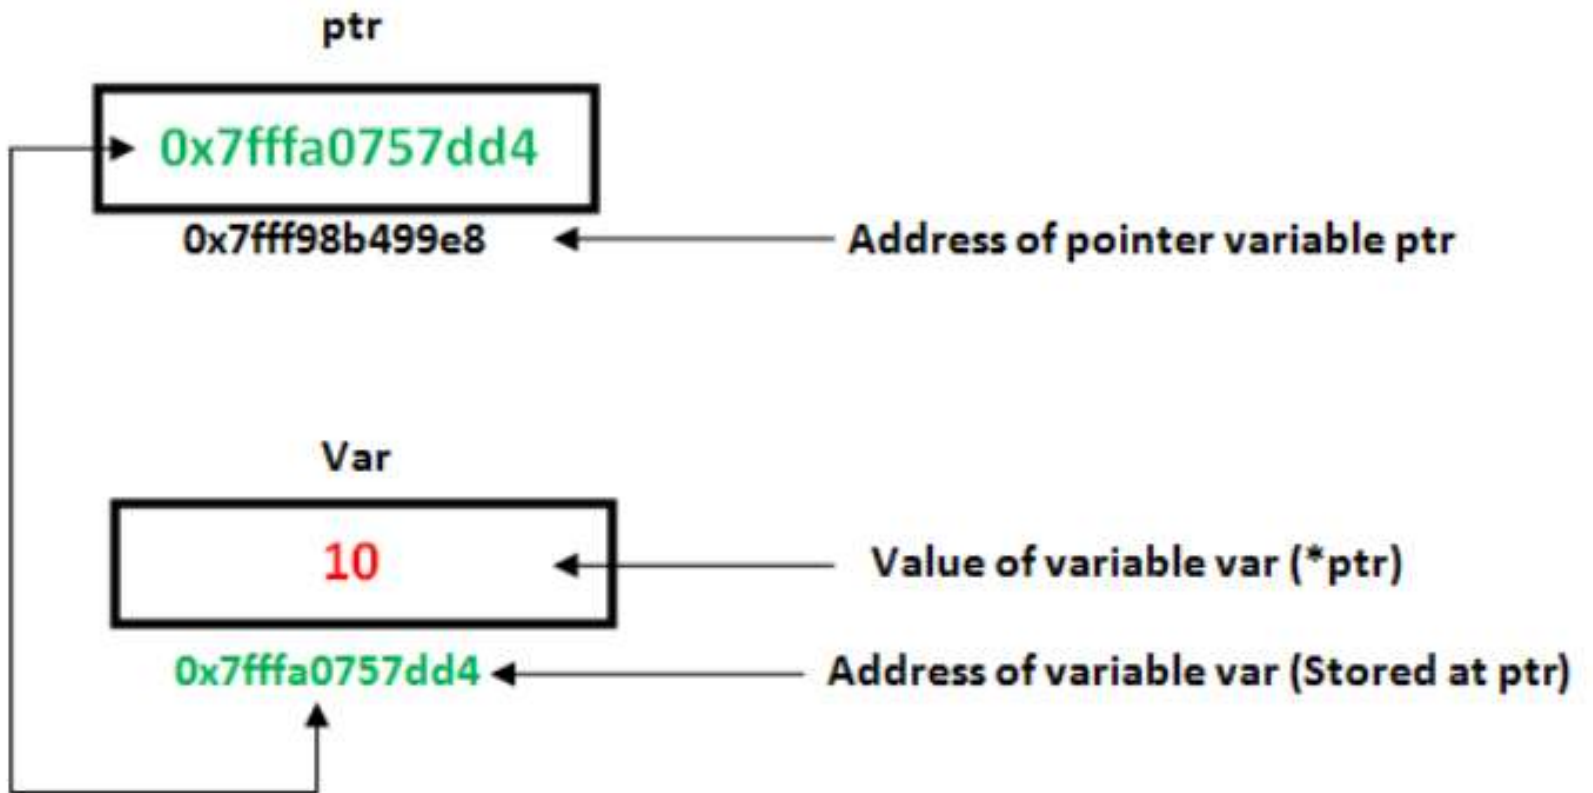 ptr
0x7fffa0757dd4
0x7fff98b499e8
Address of pointer variable ptr
Var
10
Value of variable var (*ptr)
0x7fffa0757dd4
Address of variable var (Stored at ptr)